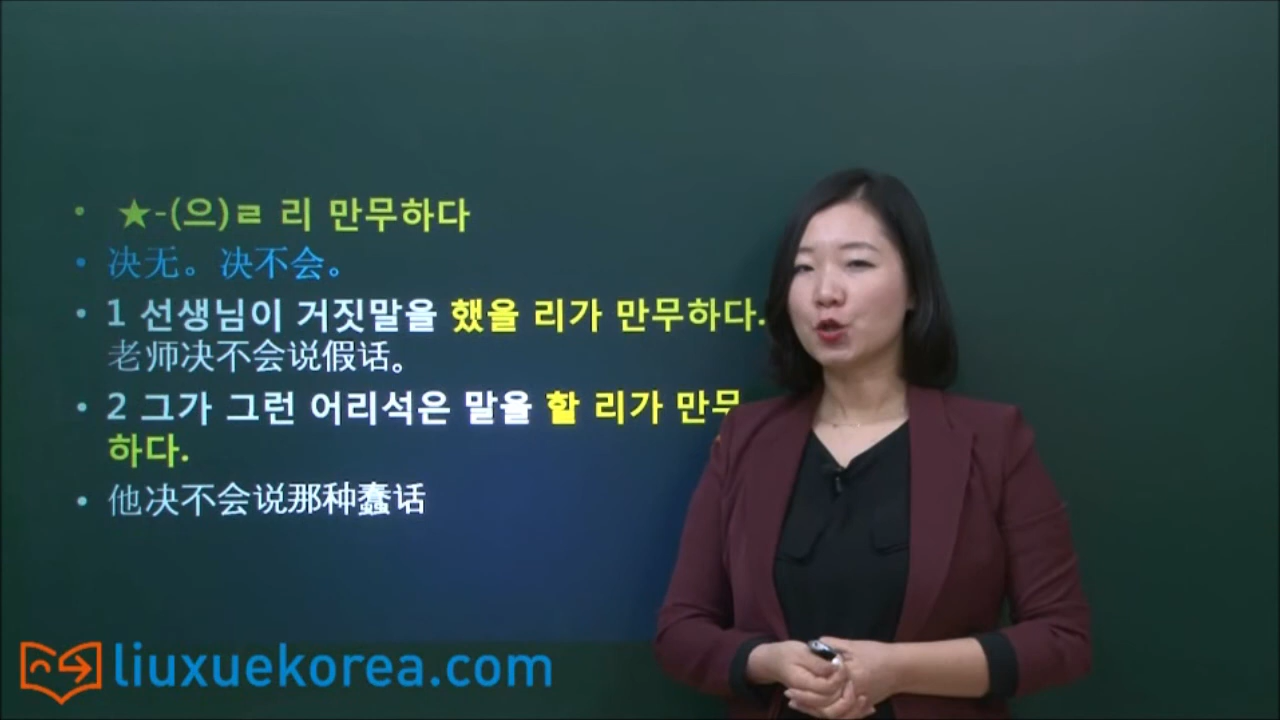 • ★-(으)ㄹ 리 만무하다
• 决无。决不会。
• 1 선생님이 거짓말을 했을 리가 만무하다.
老师决不会说假话。
• 2 그가 그런 어리석은 말을 할 리가 만무
하다.
• 他决不会说那种蠢话
liuxuekorea.com